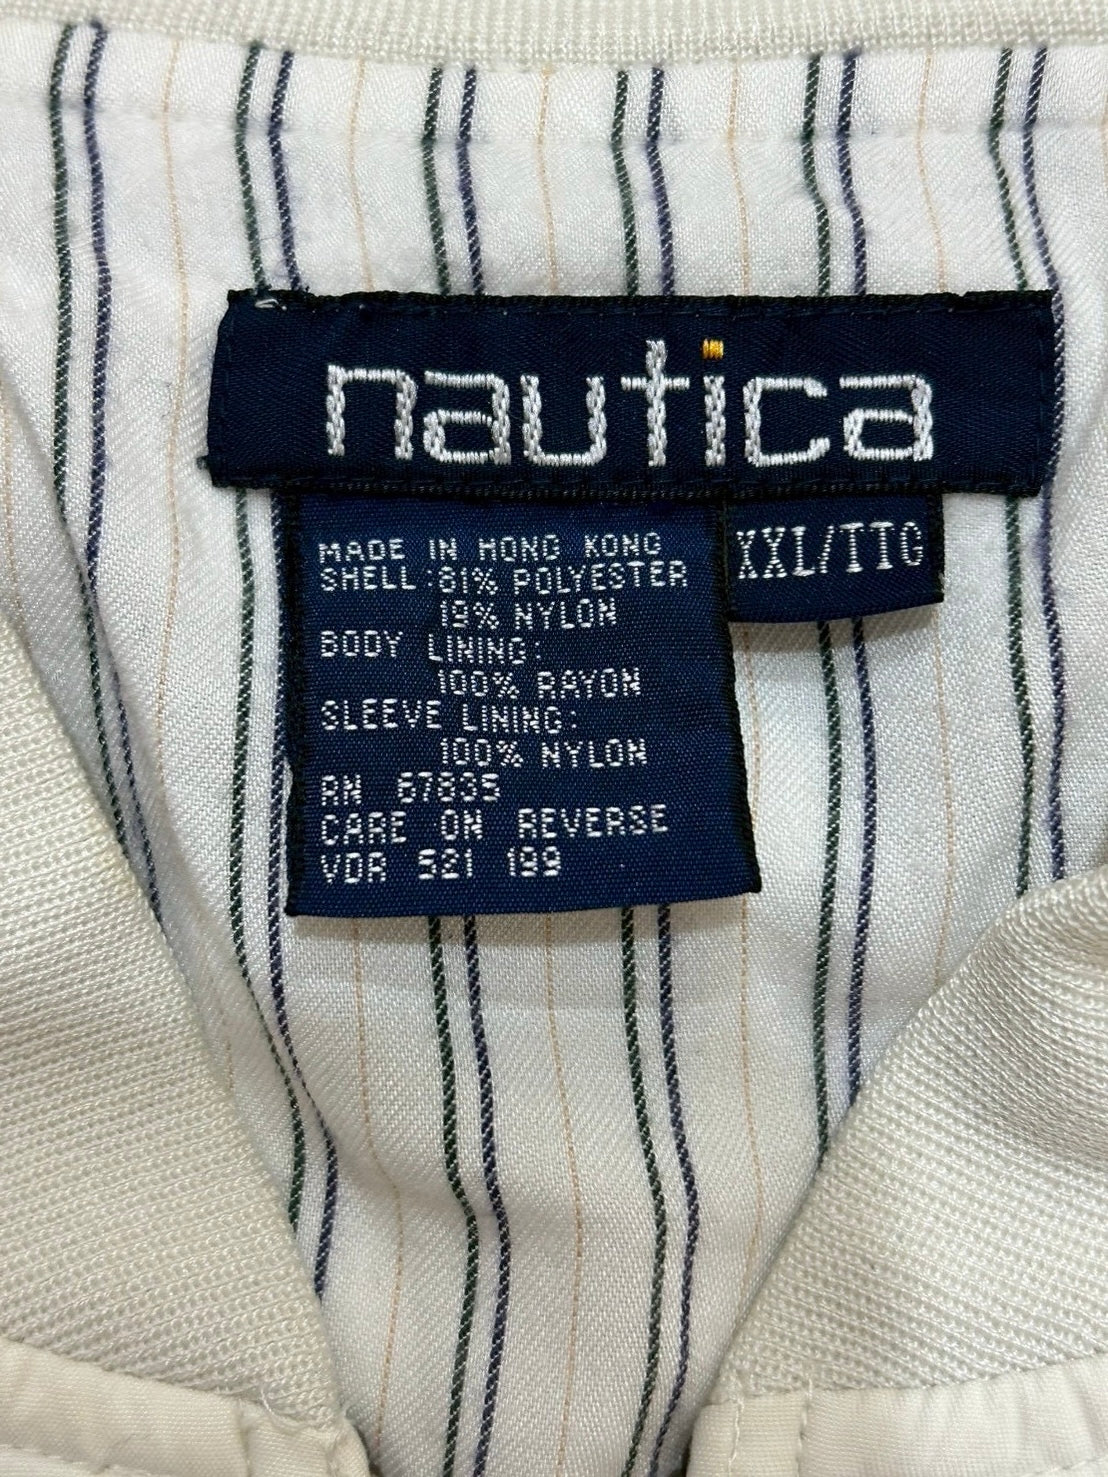 nautica
XXL/TTG
MADE IN HONG KONG
SHELL:81% POLYESTER
19% NYLON
BODY LINING:
100% RAYON
SLEEVE LINING:
100% NYLON
RN 67835
CARE ON REVERSE
VDR 521 199